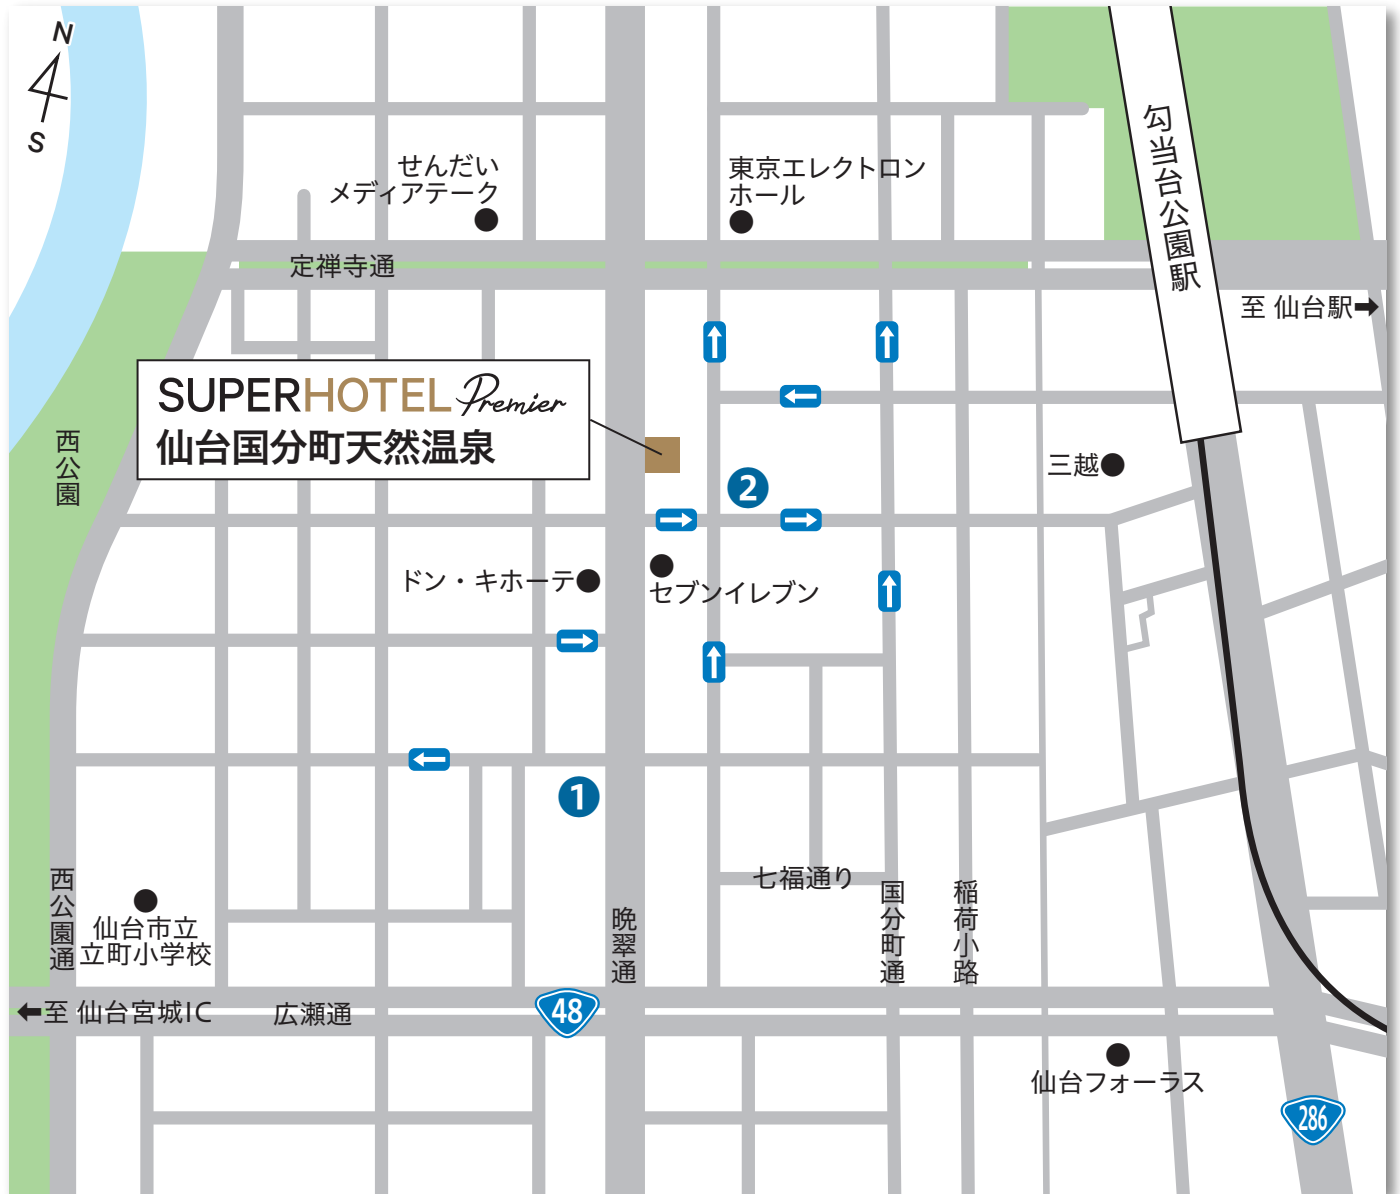 N
S
せんだい
メディアテーク
東京エレクトロン
ホール
勾当台公園駅
定禅寺通
至 仙台駅➡
SUPERHOTEL Premier
仙台国分町天然温泉
西公園
三越
2
ドン・キホーテ
セブンイレブン
1
七福通り
西公園通
仙台市立
立町小学校
晩翠通
国分町通
稲荷小路
⬅至 仙台宮城IC
広瀬通
48
仙台フォーラス
286